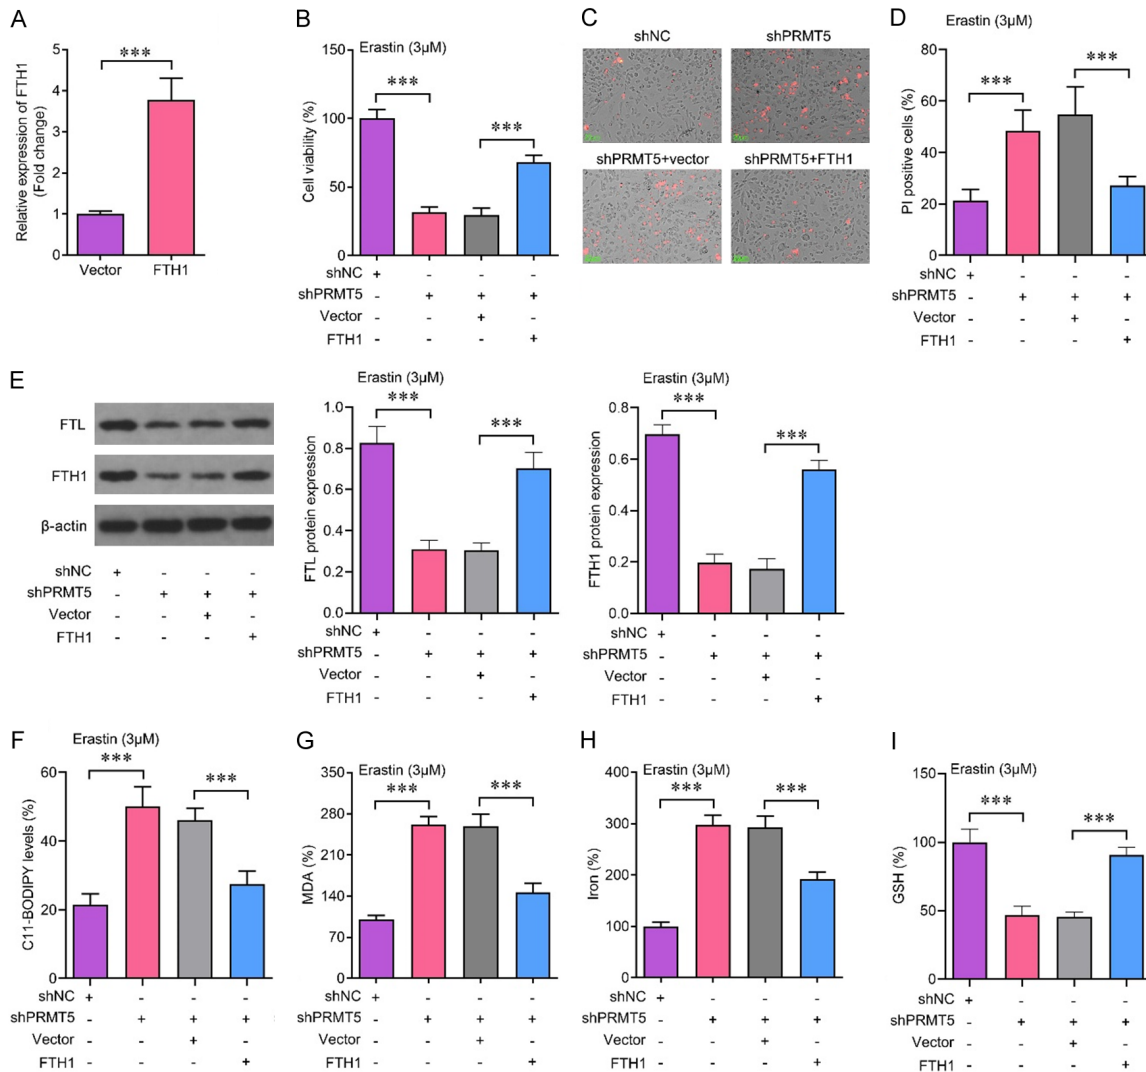 A
Relative expression of FTH1
(Fold change)
5
4
3
2
1
0
***
Vector
FTH1
B
Erastin (3μM)
Cell viability (%)
150
100
50
0
***
***
shNC + - - -
shPRMT5 - + + +
Vector - - + -
FTH1 - - - +
C
shNC
shPRMT5
shPRMT5+vector
shPRMT5+FTH1
D
Erastin (3μM)
PI positive cells (%)
80
60
40
20
0
***
***
shNC + - - -
shPRMT5 - + + +
Vector - - + -
FTH1 - - - +
E
FTL
FTH1
β-actin
shNC + - - -
shPRMT5 - + + +
Vector - - + -
FTH1 - - - +
Erastin (3μM)
FTL protein expression
1.0
0.8
0.6
0.4
0.2
0.0
***
***
shNC + - - -
shPRMT5 - + + +
Vector - - + -
FTH1 - - - +
Erastin (3μM)
FTH1 protein expression
0.8
0.6
0.4
0.2
0.0
***
***
shNC + - - -
shPRMT5 - + + +
Vector - - + -
FTH1 - - - +
F
Erastin (3μM)
C11-BODIPY levels (%)
60
40
20
0
***
***
shNC + - - -
shPRMT5 - + + +
Vector - - + -
FTH1 - - - +
G
Erastin (3μM)
MDA (%)
350
280
210
140
70
0
***
***
shNC + - - -
shPRMT5 - + + +
Vector - - + -
FTH1 - - - +
H
Erastin (3μM)
Iron (%)
400
300
200
100
0
***
***
shNC + - - -
shPRMT5 - + + +
Vector - - + -
FTH1 - - - +
I
Erastin (3μM)
GSH (%)
150
100
50
0
***
***
shNC + - - -
shPRMT5 - + + +
Vector - - + -
FTH1 - - - +